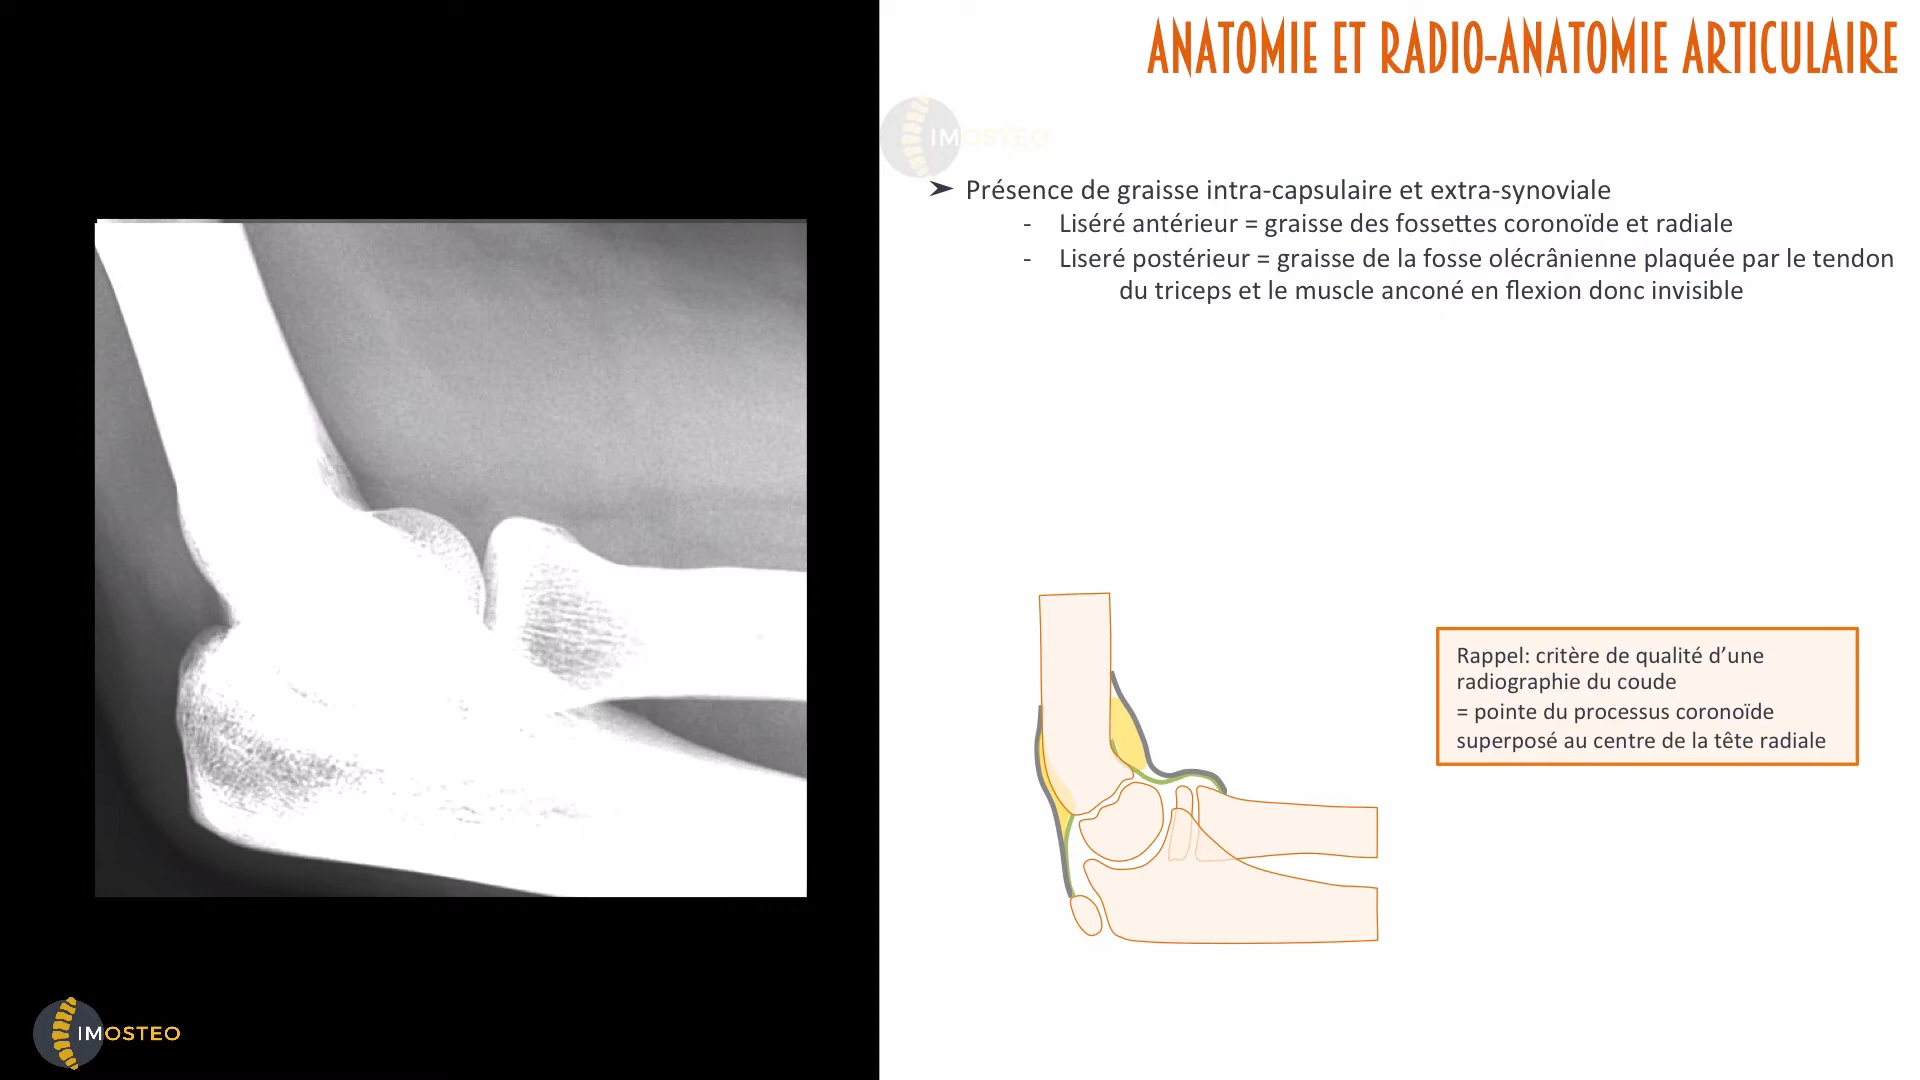 ANATOMIE ET RADIO-ANATOMIE ARTICULAIRE
IMOSTEO
➤ Présence de graisse intra-capsulaire et extra-synoviale
- Liséré antérieur = graisse des fossettes coronoïde et radiale
- Liseré postérieur = graisse de la fosse olécrânienne plaquée par le tendon
du triceps et le muscle anconé en flexion donc invisible
Rappel: critère de qualité d’une
radiographie du coude
= pointe du processus coronoïde
superposé au centre de la tête radiale
IMOSTEO